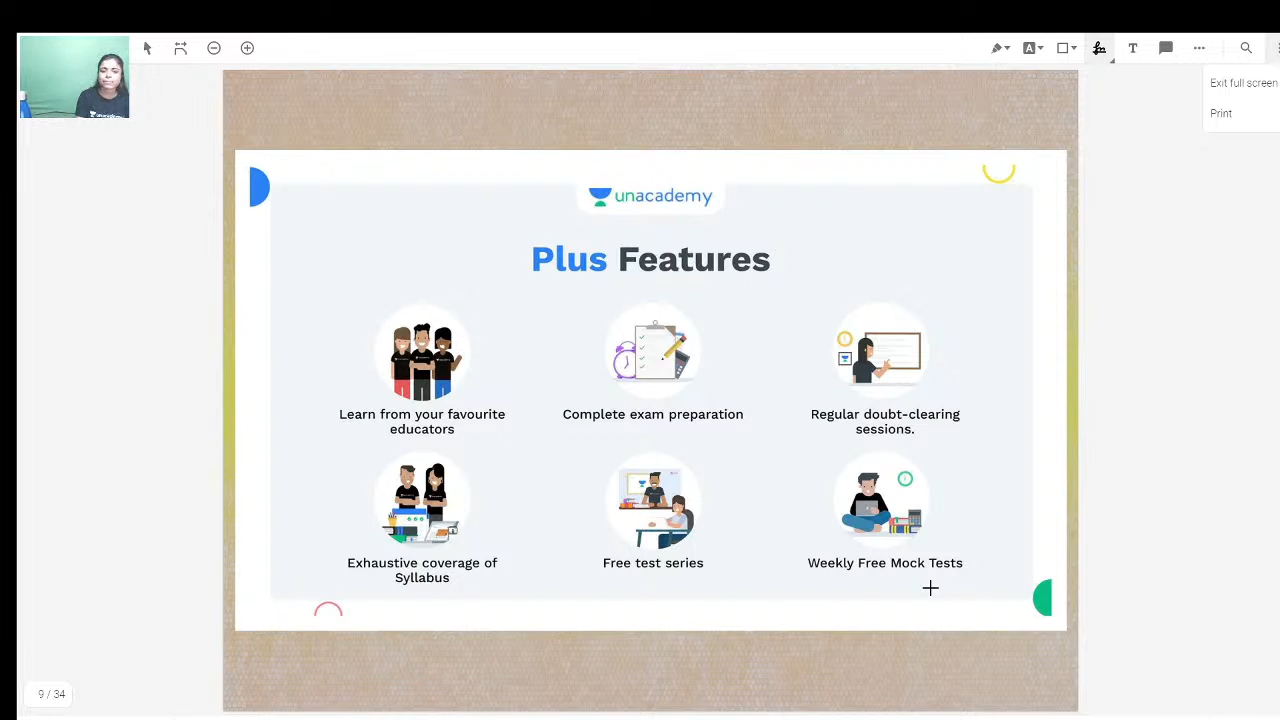 Exit full screen
Print
unacademy
Plus Features
Learn from your favourite
educators
Complete exam preparation
Regular doubt-clearing
sessions.
Exhaustive coverage of
Syllabus
Free test series
Weekly Free Mock Tests
9 / 34